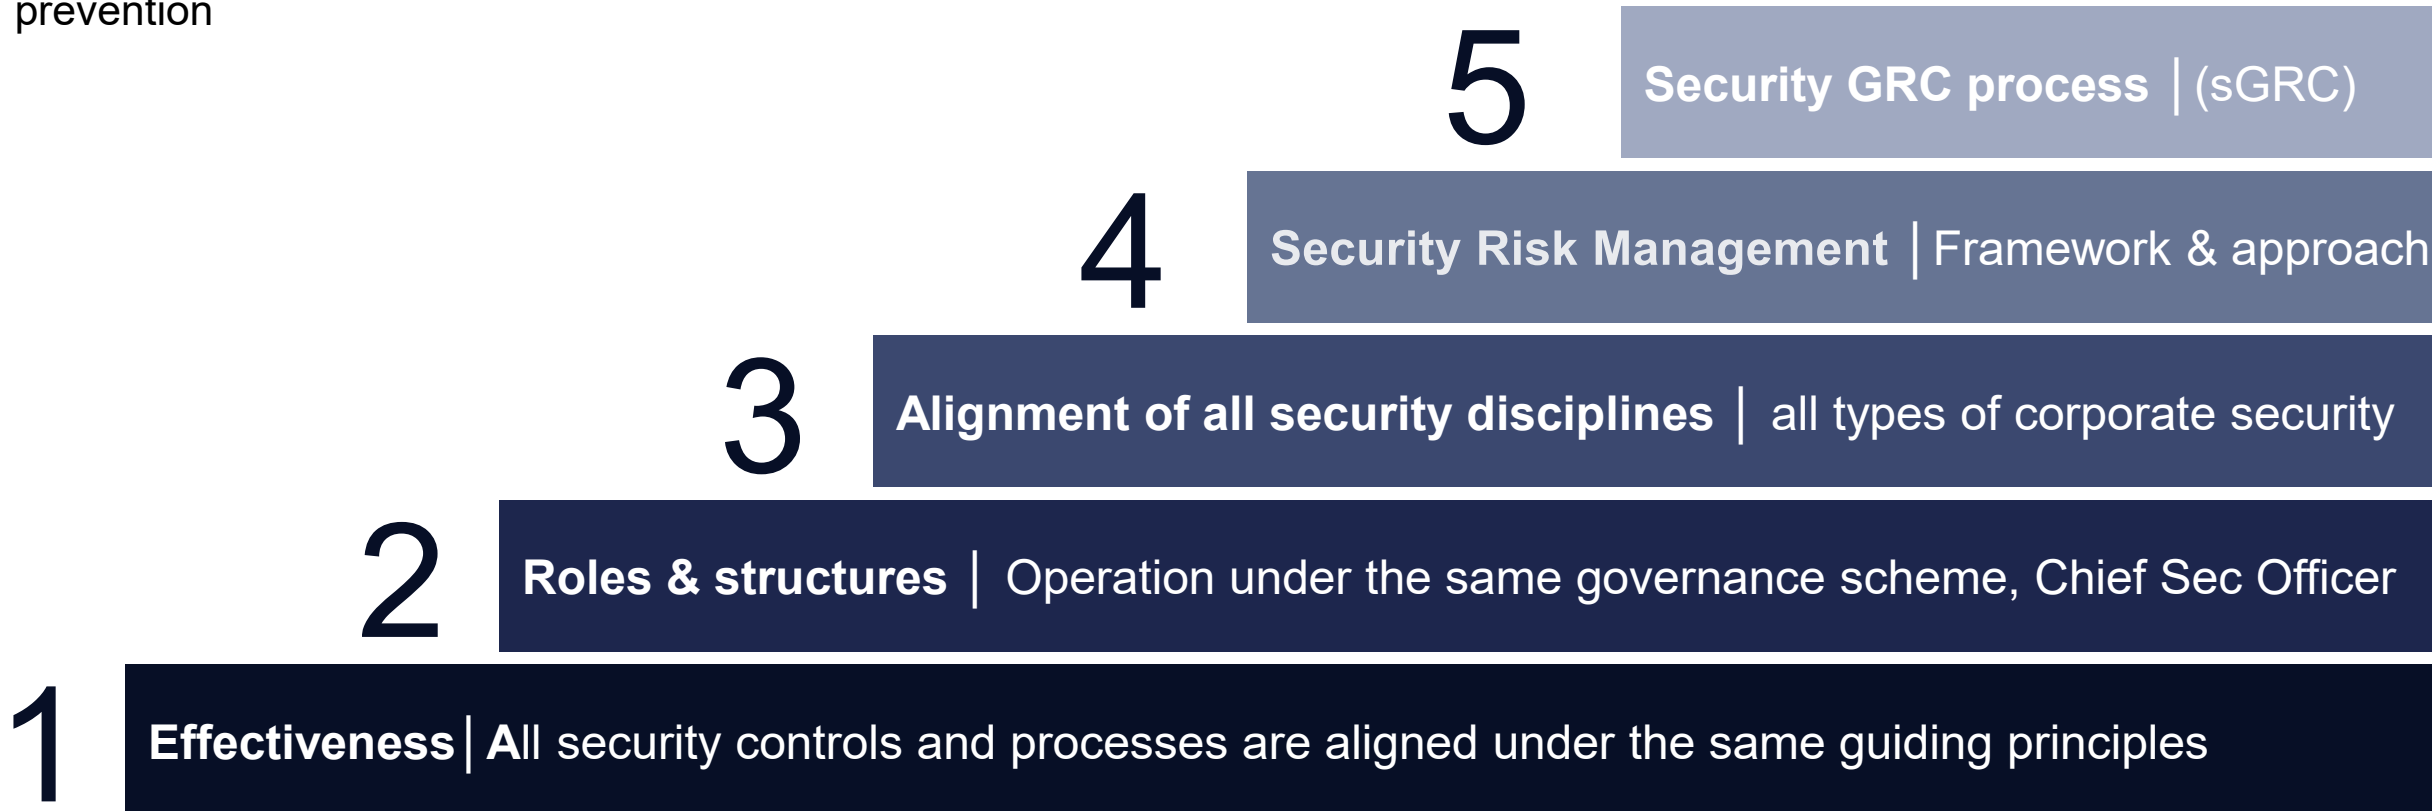 prevention
5
Security GRC process | (sGRC)
4
Security Risk Management | Framework & approach
3
Alignment of all security disciplines | all types of corporate security
2
Roles & structures | Operation under the same governance scheme, Chief Sec Officer
1
Effectiveness | All security controls and processes are aligned under the same guiding principles